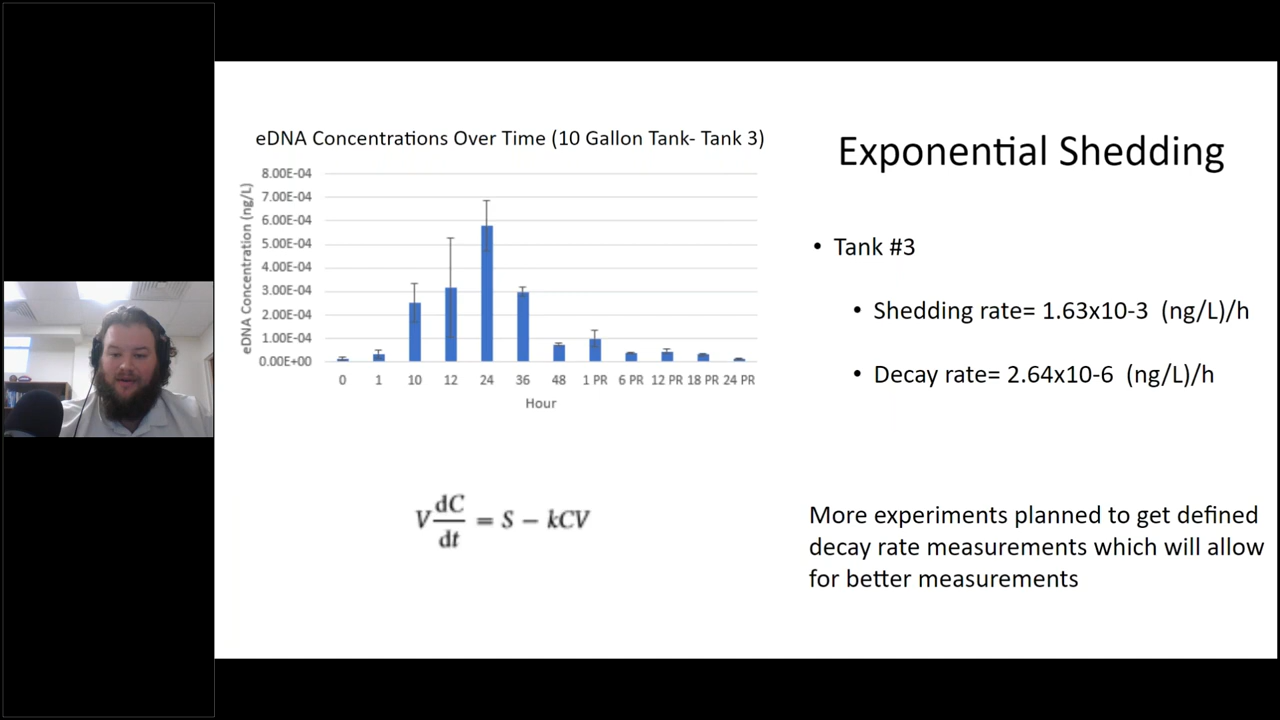 eDNA Concentrations Over Time (10 Gallon Tank- Tank 3)
8.00E-04
7.00E-04
6.00E-04
5.00E-04
4.00E-04
3.00E-04
2.00E-04
1.00E-04
0.00E+00
eDNA Concentration (ng/L)
0 1 10 12 24 36 48 1 PR 6 PR 12 PR 18 PR 24 PR
Hour
V dC/dt = S – kCV
Exponential Shedding
• Tank #3
• Shedding rate= 1.63x10-3 (ng/L)/h
• Decay rate= 2.64x10-6 (ng/L)/h
More experiments planned to get defined
decay rate measurements which will allow
for better measurements